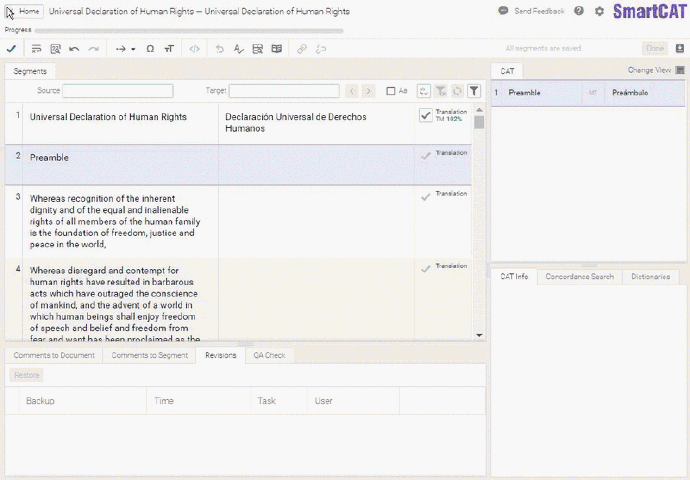 Home
Universal Declaration of Human Rights — Universal Declaration of Human Rights
Send Feedback
SmartCAT
Progress
All segments are saved
Done
Segments
CAT
Change View
Source
Target
Aa
1 Universal Declaration of Human Rights
Declaración Universal de Derechos
Humanos
Translation
TM 102%
2 Preamble
Translation
3 Whereas recognition of the inherent
dignity and of the equal and inalienable
rights of all members of the human family
is the foundation of freedom, justice and
peace in the world,
Translation
4 Whereas disregard and contempt for
human rights have resulted in barbarous
acts which have outraged the conscience
of mankind, and the advent of a world in
which human beings shall enjoy freedom
of speech and belief and freedom from
fear and want has been proclaimed as the
Translation
1 Preamble MT Preámbulo
CAT Info Concordance Search Dictionaries
Comments to Document Comments to Segment Revisions QA Check
Restore
Backup Time Task User